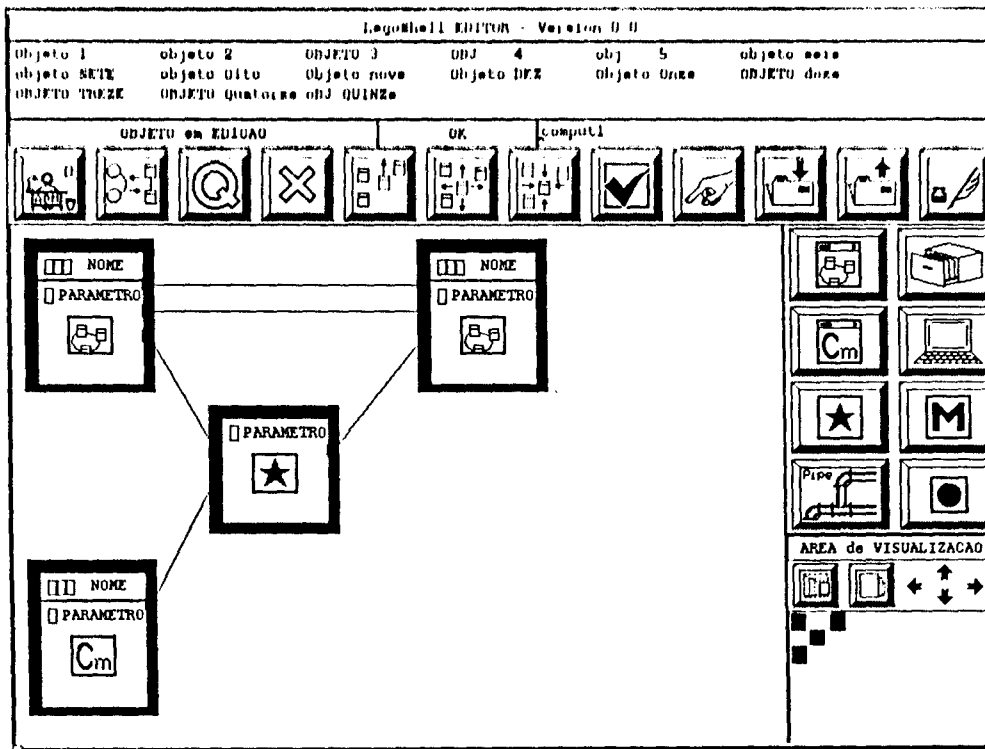 LegoShell EDITOR - Version 0 0
Objeto 1 objeto 2 OBJETO 3 OBJ 4 obj 5 objeto seis
objeto SETE objeto Oito Objeto nove Objeto DEZ Objeto Onze OBJETO doze
OBJETO TREZE OBJETO Quatorze OBJ QUINZe
OBJETO em EDICAO OK comput1
NOME
PARAMETRO
NOME
PARAMETRO
PARAMETRO
NOME
PARAMETRO
Cm
Q
Cm
M
Pipe
AREA de VISUALIZACAO